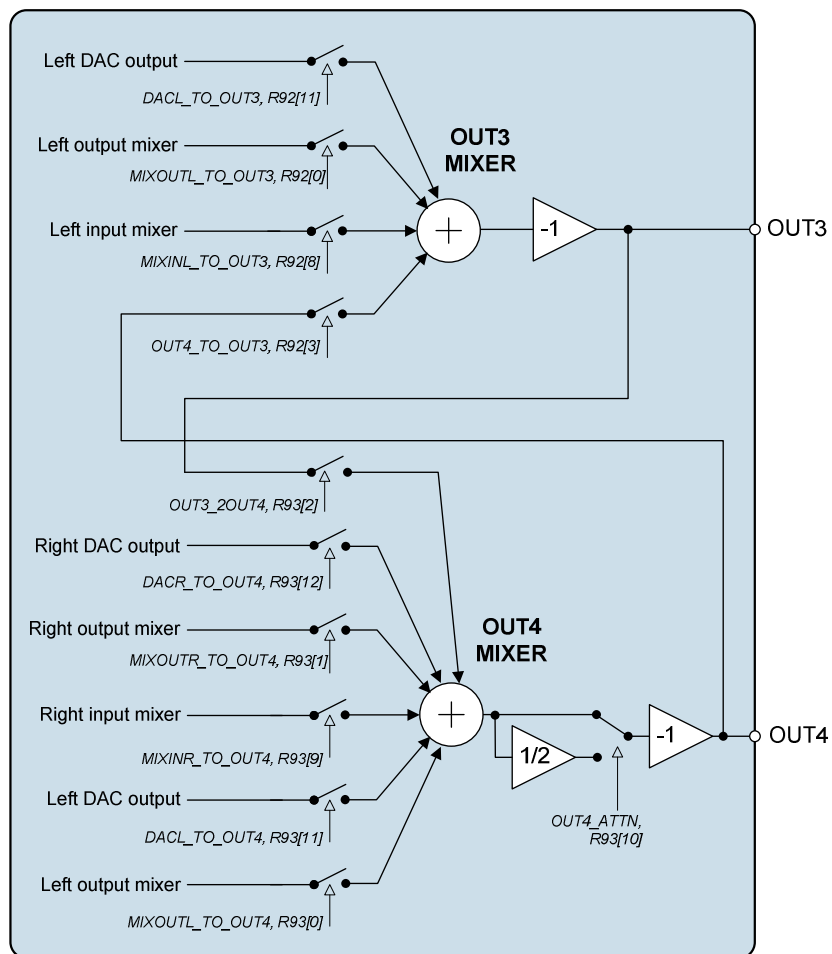 Left DAC output
DACL_TO_OUT3, R92[11]
OUT3
MIXER
Left output mixer
MIXOUTL_TO_OUT3, R92[0]
+
-1
OUT3
Left input mixer
MIXINL_TO_OUT3, R92[8]
OUT4_TO_OUT3, R92[3]
OUT3_2OUT4, R93[2]
Right DAC output
DACR_TO_OUT4, R93[12]
OUT4
MIXER
Right output mixer
MIXOUTR_TO_OUT4, R93[1]
Right input mixer
MIXINR_TO_OUT4, R93[9]
+
1/2
-1
OUT4
OUT4_ATTN,
R93[10]
Left DAC output
DACL_TO_OUT4, R93[11]
Left output mixer
MIXOUTL_TO_OUT4, R93[0]